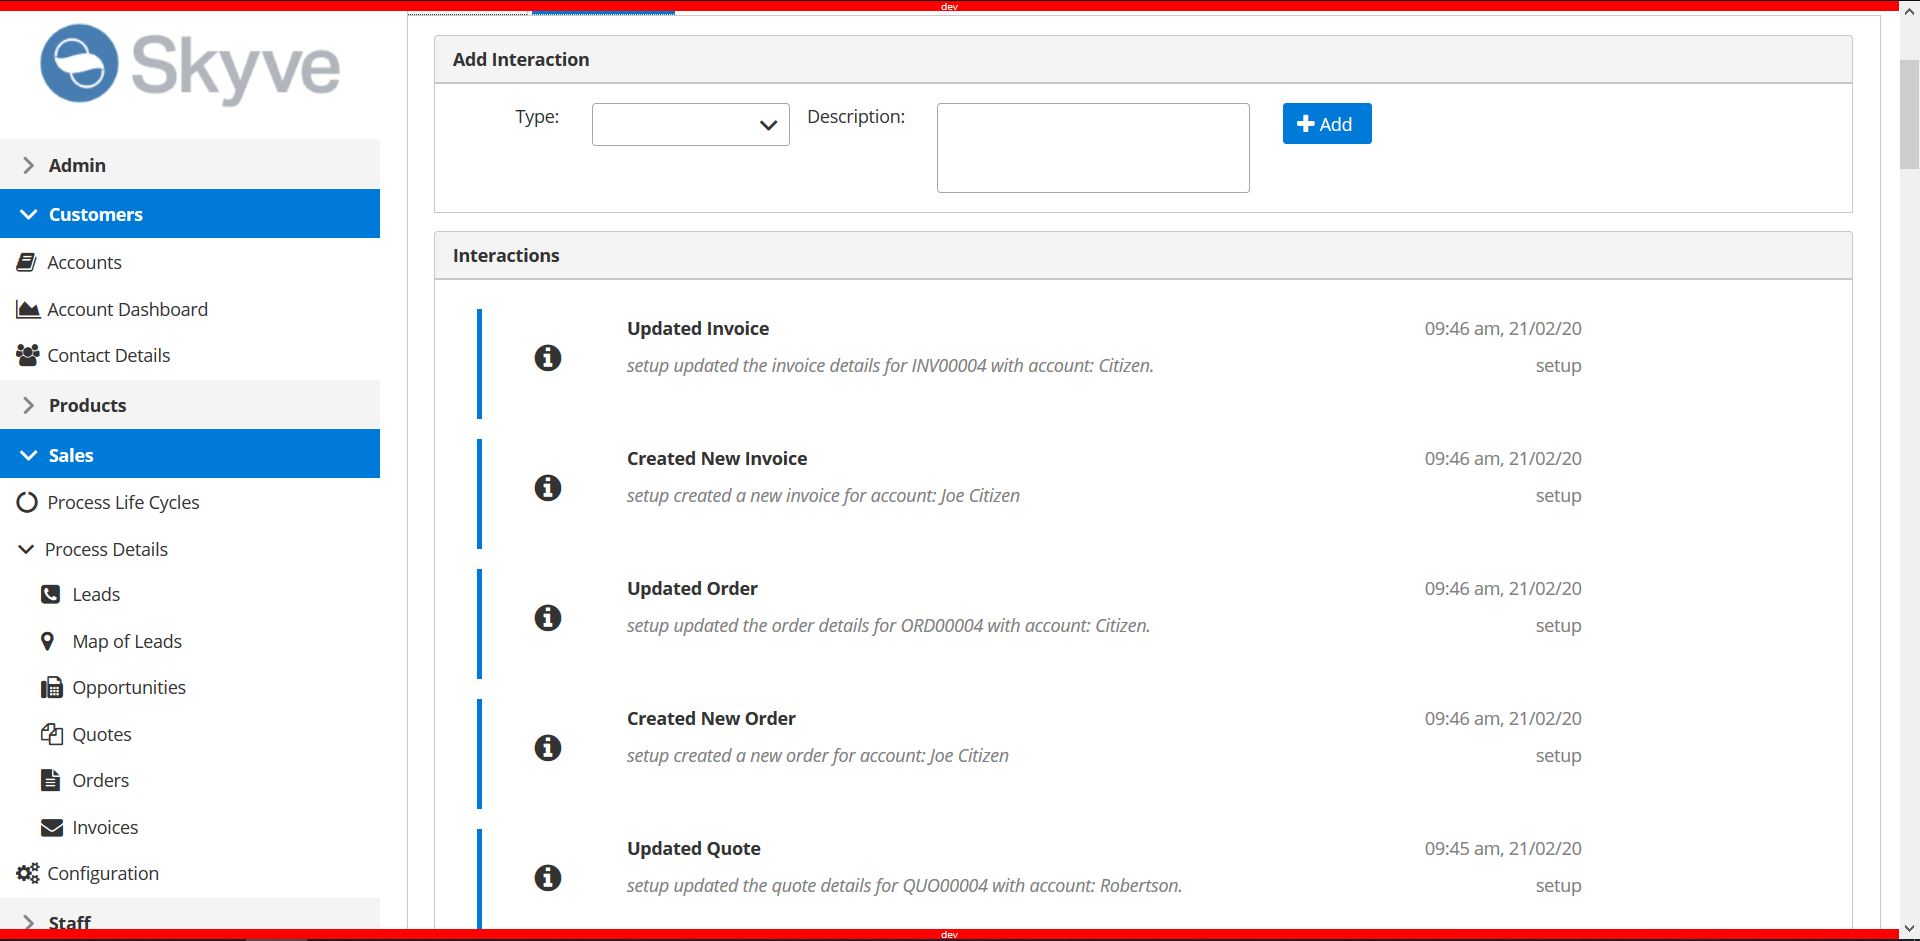 dev
Skyve
Admin
Customers
Accounts
Account Dashboard
Contact Details
Products
Sales
Process Life Cycles
Process Details
Leads
Map of Leads
Opportunities
Quotes
Orders
Invoices
Configuration
Staff
Add Interaction
Type:
Description:
Add
Interactions
Updated Invoice 09:46 am, 21/02/20
setup updated the invoice details for INV00004 with account: Citizen. setup
Created New Invoice 09:46 am, 21/02/20
setup created a new invoice for account: Joe Citizen setup
Updated Order 09:46 am, 21/02/20
setup updated the order details for ORD00004 with account: Citizen. setup
Created New Order 09:46 am, 21/02/20
setup created a new order for account: Joe Citizen setup
Updated Quote 09:45 am, 21/02/20
setup updated the quote details for QUO00004 with account: Robertson. setup
dev